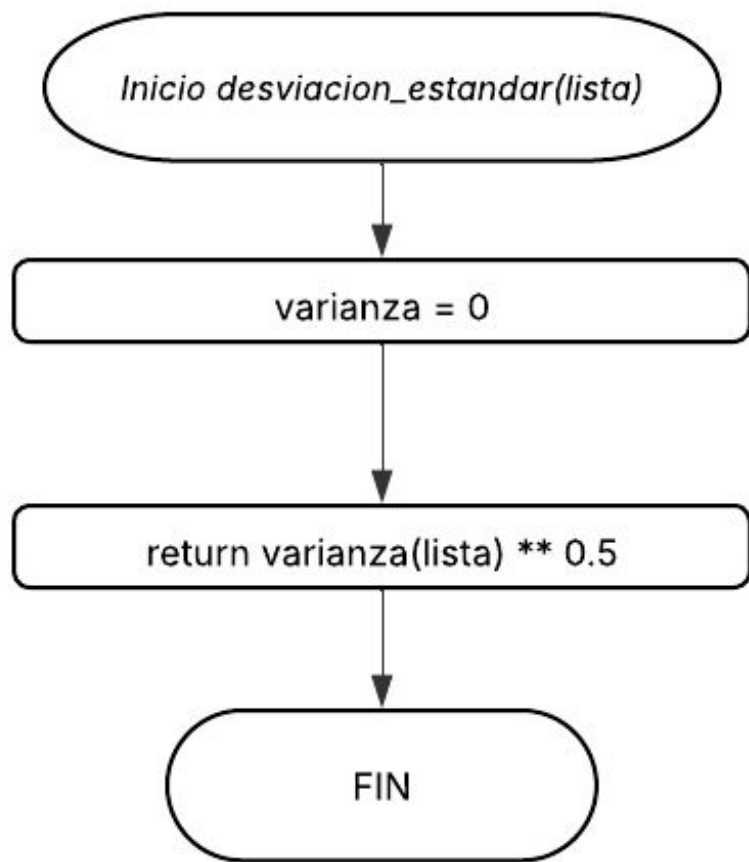 Inicio desviacion_estandar(lista)
varianza = 0
return varianza(lista) ** 0.5
FIN